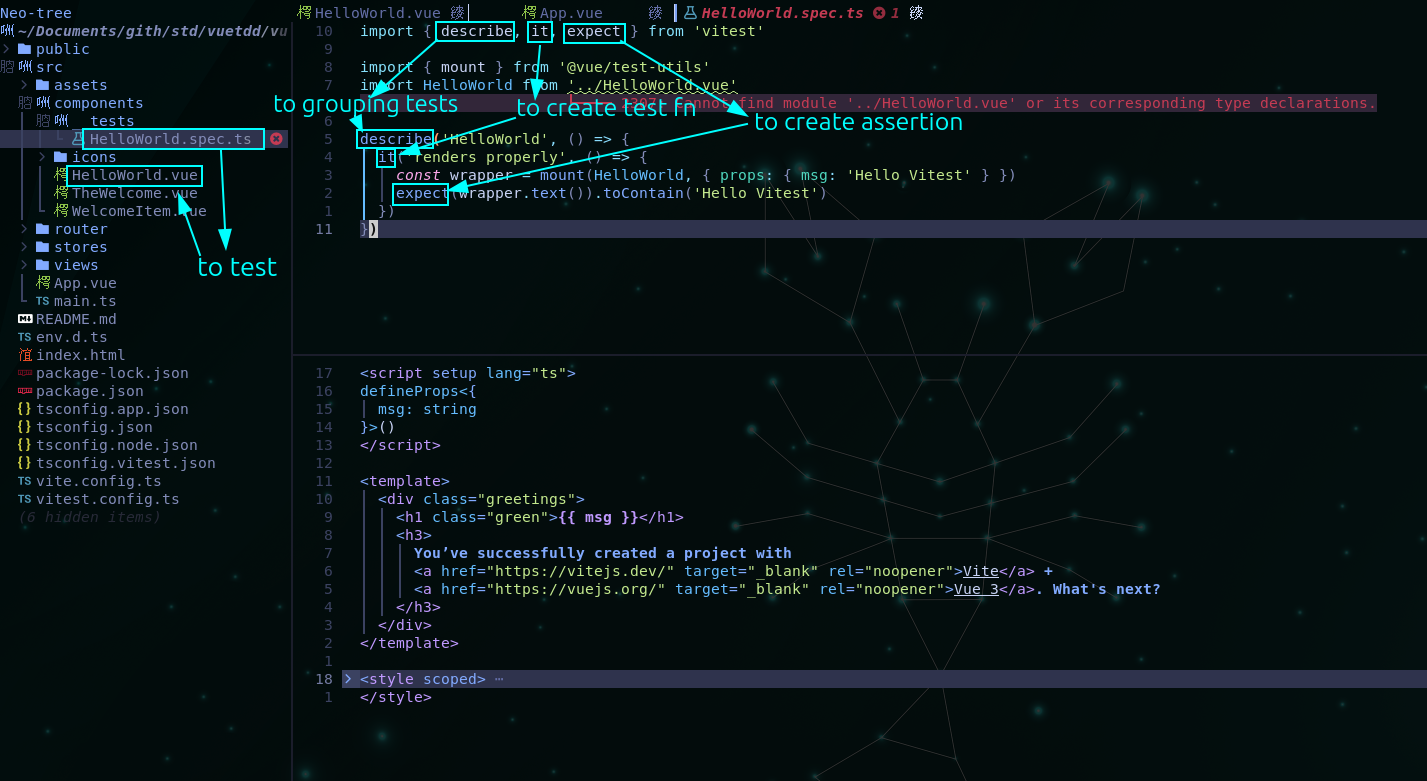 Neo-tree
~/Documents/gith/std/vuetdd/vu
public
src
assets
components
tests
HelloWorld.spec.ts
icons
HelloWorld.vue
TheWelcome.vue
WelcomeItem.vue
router
stores
views
App.vue
TS main.ts
README.md
TS env.d.ts
index.html
package-lock.json
package.json
{} tsconfig.app.json
{} tsconfig.json
{} tsconfig.node.json
{} tsconfig.vitest.json
TS vite.config.ts
TS vitest.config.ts
(6 hidden items)
to test
HelloWorld.vue App.vue HelloWorld.spec.ts 1
10 import { describe, it, expect } from 'vitest'
9
8 import { mount } from '@vue/test-utils'
7 import HelloWorld from '../HelloWorld.vue'
2307: Cannot find module '../HelloWorld.vue' or its corresponding type declarations.
to grouping tests
to create test fn
to create assertion
6
5 describe('HelloWorld', () => {
4 it('renders properly', () => {
3 const wrapper = mount(HelloWorld, { props: { msg: 'Hello Vitest' } })
2 expect(wrapper.text()).toContain('Hello Vitest')
1 })
11 })
17 <script setup lang="ts">
16 defineProps<{
15 msg: string
14 }>()
13 </script>
12
11 <template>
10 <div class="greetings">
9 <h1 class="green">{{ msg }}</h1>
8 <h3>
7 You’ve successfully created a project with
6 <a href="https://vitejs.dev/" target="_blank" rel="noopener">Vite</a> +
5 <a href="https://vuejs.org/" target="_blank" rel="noopener">Vue 3</a>. What's next?
4 </h3>
3 </div>
2 </template>
1
18 <style scoped> ⋯
1 </style>